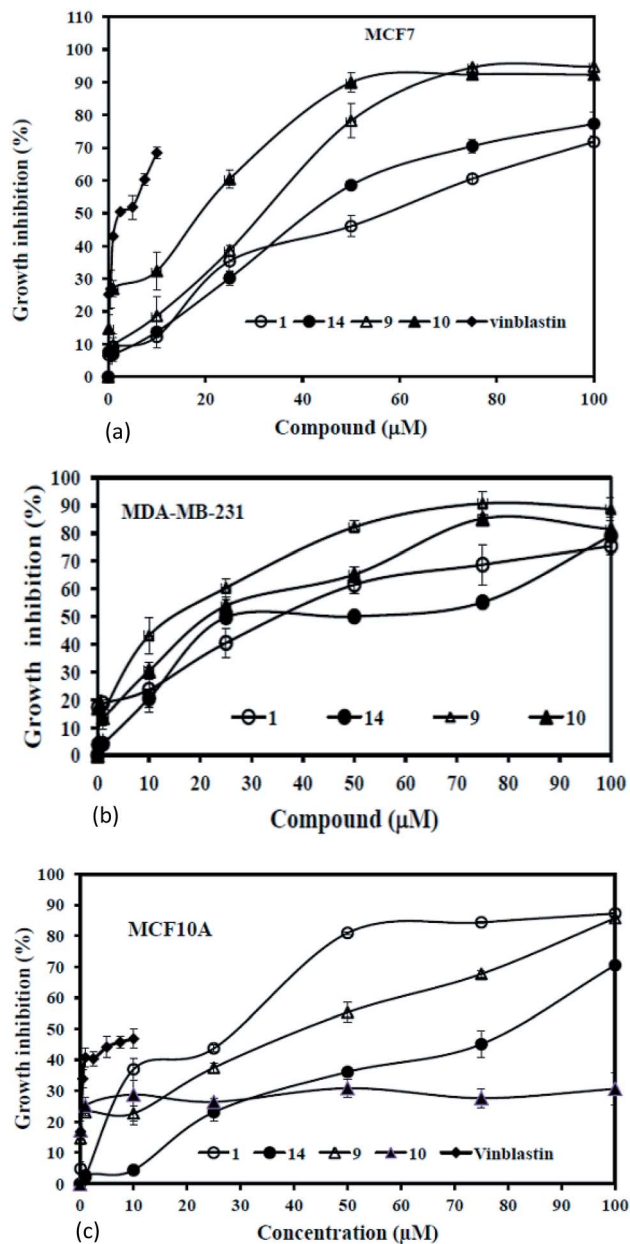 MCF7
110
100
90
80
70
60
50
40
30
20
10
0
Growth inhibition (%)
1 14 9 10 vinblastin
0 20 40 60 80 100
Compound (µM)
(a)
MDA-MB-231
100
90
80
70
60
50
40
30
20
10
0
Growth inhibition (%)
1 14 9 10
0 10 20 30 40 50 60 70 80 90 100
Compound (µM)
(b)
MCF10A
100
90
80
70
60
50
40
30
20
10
0
Growth inhibition (%)
1 14 9 10 Vinblastin
0 10 20 30 40 50 60 70 80 90 100
Concentration (µM)
(c)